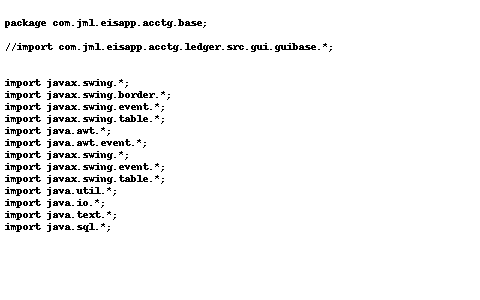 package com.jml.eisapp.acctg.base;
//import com.jml.eisapp.acctg.ledger.src.gui.guibase.*;
import javax.swing.*;
import javax.swing.border.*;
import javax.swing.event.*;
import javax.swing.table.*;
import java.awt.*;
import java.awt.event.*;
import javax.swing.*;
import javax.swing.event.*;
import javax.swing.table.*;
import java.util.*;
import java.io.*;
import java.text.*;
import java.sql.*;